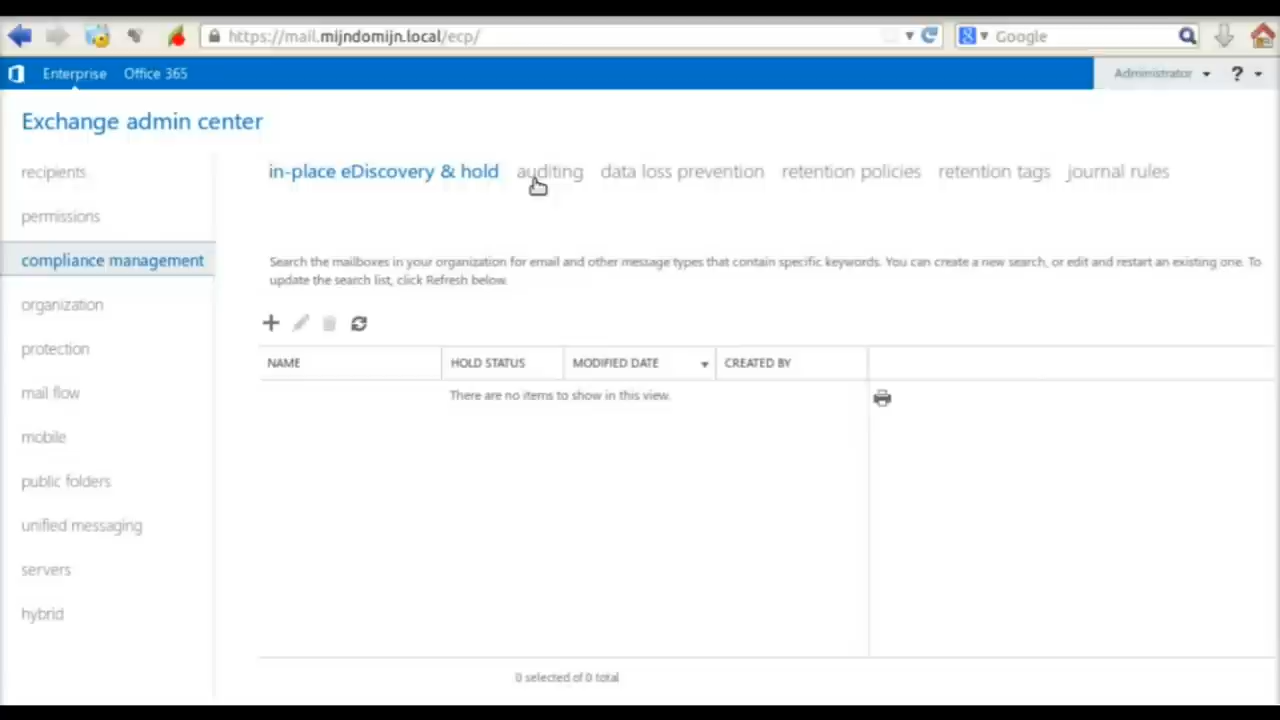 https://mail.mijndomijn.local/ecp/
Google
Enterprise Office 365
Administrator ?
Exchange admin center
recipients
permissions
compliance management
organization
protection
mail flow
mobile
public folders
unified messaging
servers
hybrid
in-place eDiscovery & hold auditing data loss prevention retention policies retention tags journal rules
Search the mailboxes in your organization for email and other message types that contain specific keywords. You can create a new search, or edit and restart an existing one. To
update the search list, click Refresh below.
NAME HOLD STATUS MODIFIED DATE CREATED BY
There are no items to show in this view.
0 selected of 0 total